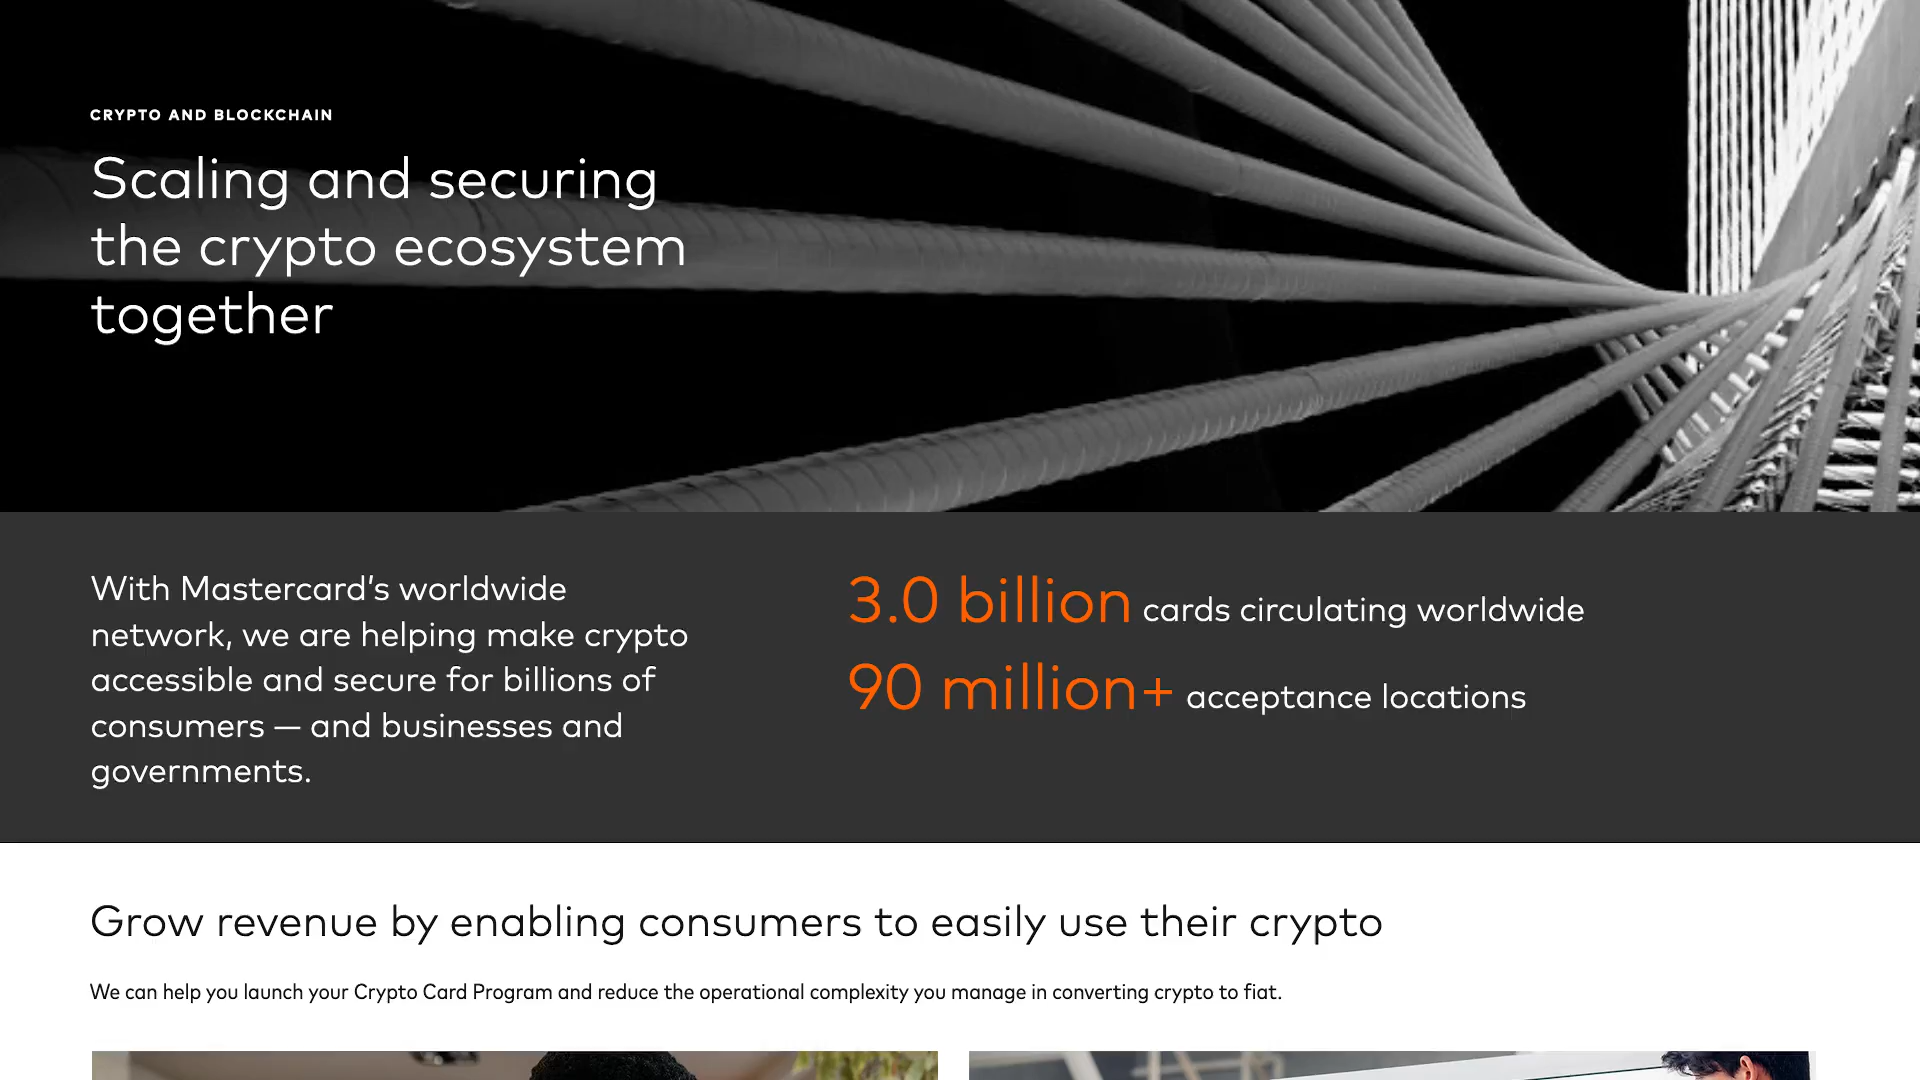 CRYPTO AND BLOCKCHAIN
Scaling and securing
the crypto ecosystem
together
With Mastercard's worldwide
network, we are helping make crypto
accessible and secure for billions of
consumers — and businesses and
governments.
3.0 billion cards circulating worldwide
90 million+ acceptance locations
Grow revenue by enabling consumers to easily use their crypto
We can help you launch your Crypto Card Program and reduce the operational complexity you manage in converting crypto to fiat.